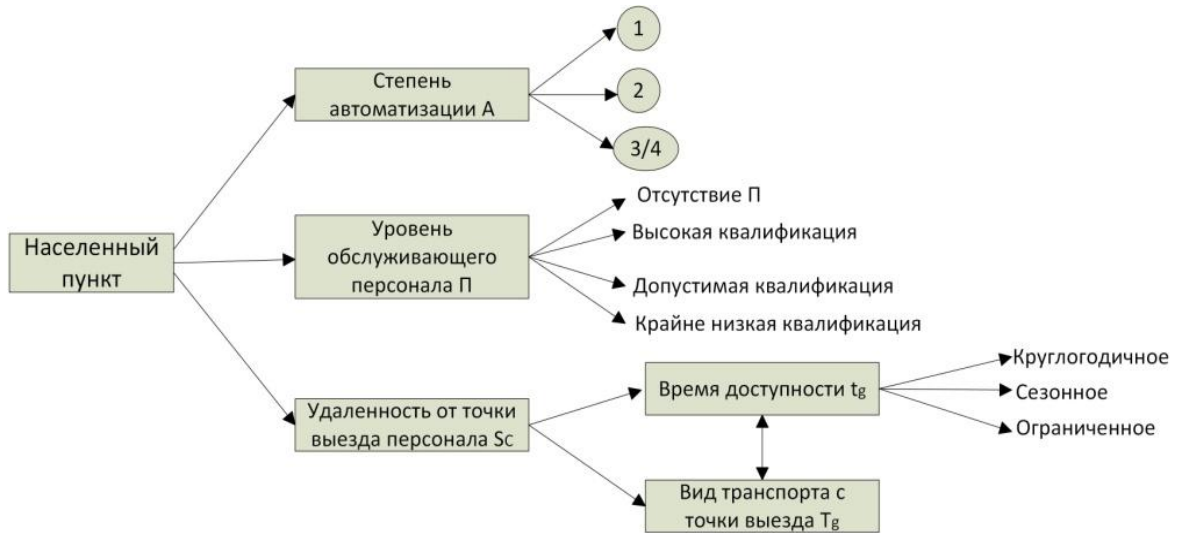 1
Степень
автоматизации А
2
3/4
Отсутствие П
Уровень
обслуживающего
персонала П
Высокая квалификация
Населенный
пункт
Допустимая квалификация
Крайне низкая квалификация
Круглогодичное
Время доступности tg
Сезонное
Удаленность от точки
выезда персонала Sc
Ограниченное
Вид транспорта с
точки выезда Tg